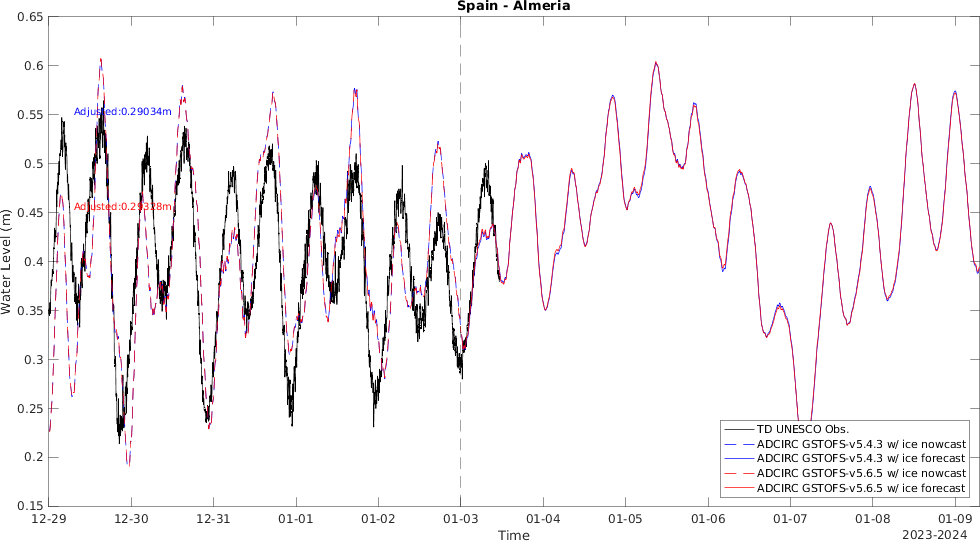 Spain - Almeria
0.65
0.6
0.55
0.5
0.45
0.4
0.35
0.3
0.25
0.2
0.15
Water Level (m)
Adjusted:0.29034m
Adjusted:0.29328m
TD UNESCO Obs.
ADCIRC GSTOFS-v5.4.3 w/ ice nowcast
ADCIRC GSTOFS-v5.4.3 w/ ice forecast
ADCIRC GSTOFS-v5.6.5 w/ ice nowcast
ADCIRC GSTOFS-v5.6.5 w/ ice forecast
12-29 12-30 12-31 01-01 01-02 01-03 01-04 01-05 01-06 01-07 01-08 01-09
Time
2023-2024